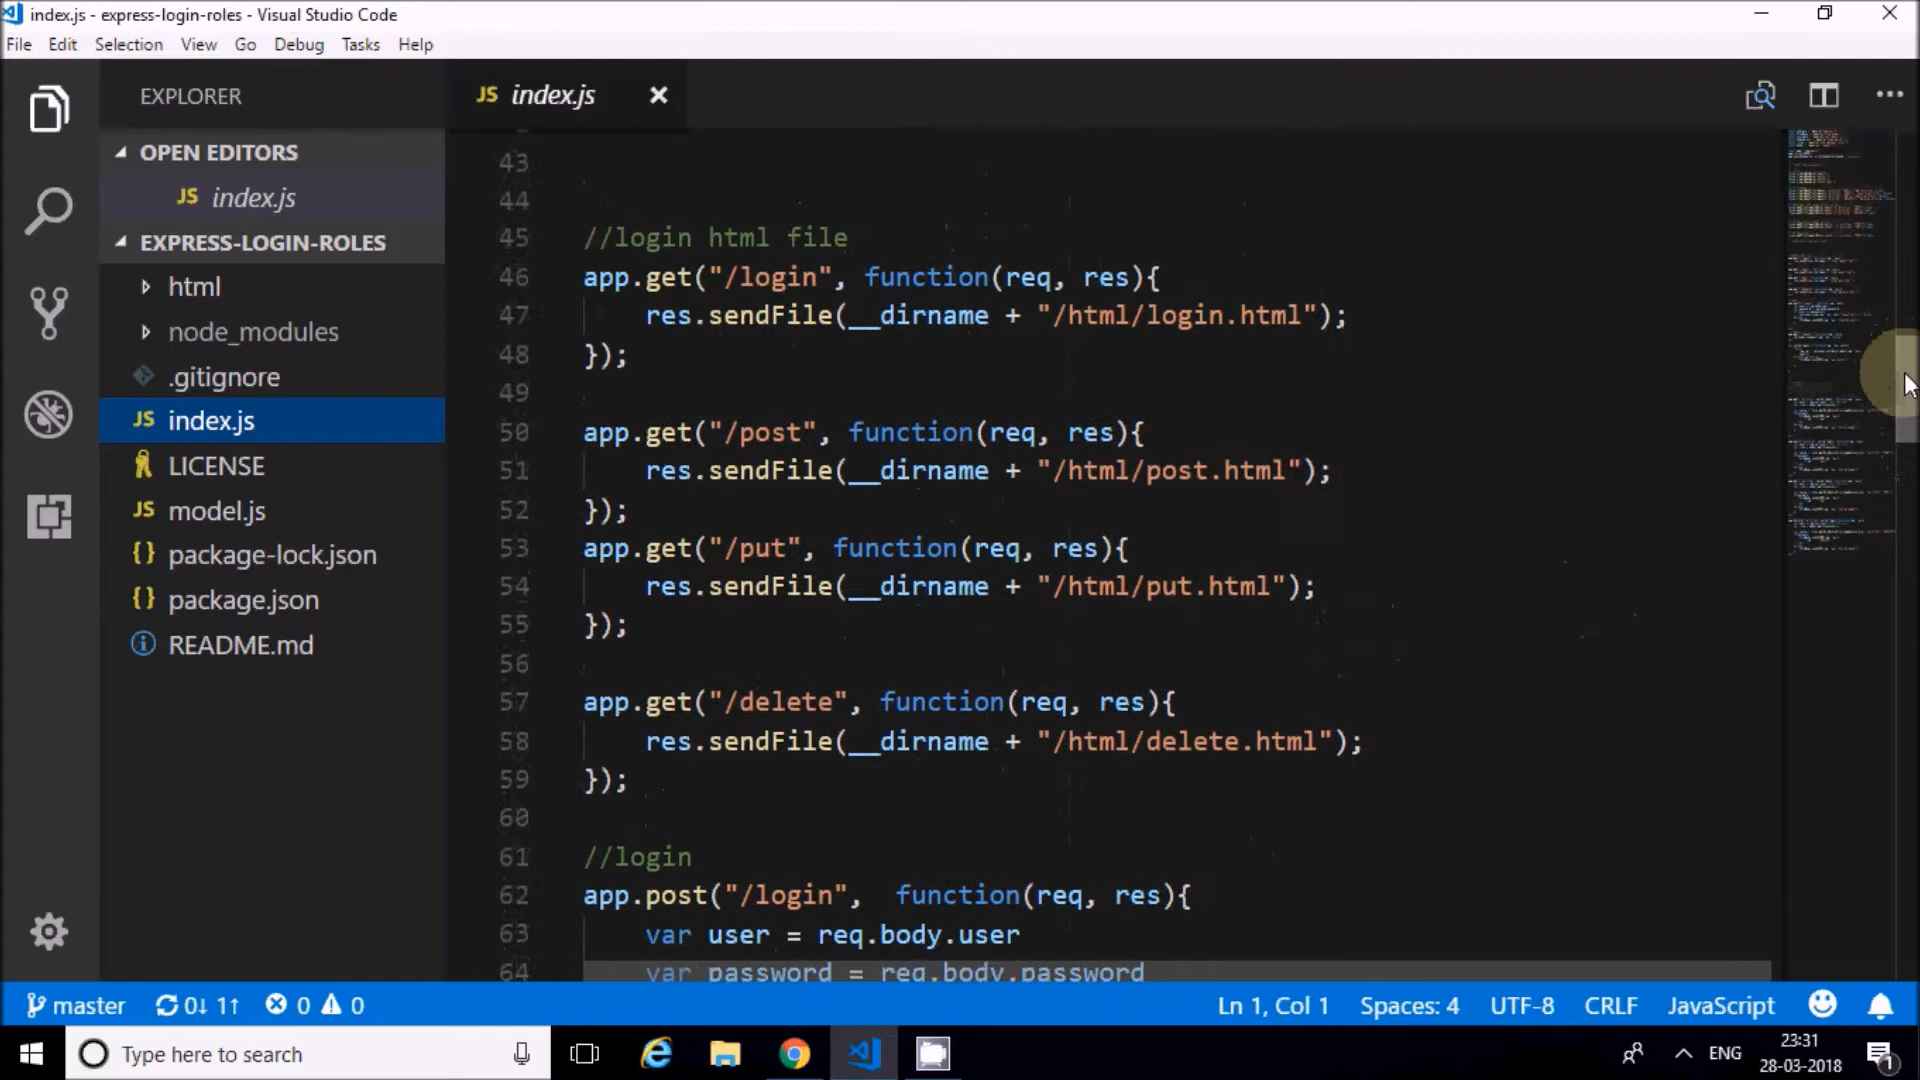 index.js - express-login-roles - Visual Studio Code
File Edit Selection View Go Debug Tasks Help
EXPLORER
OPEN EDITORS
JS index.js
EXPRESS-LOGIN-ROLES
html
node_modules
.gitignore
JS index.js
LICENSE
JS model.js
{} package-lock.json
{} package.json
README.md
JS index.js
43
44
45 //login html file
46 app.get("/login", function(req, res){
47 res.sendFile(__dirname + "/html/login.html");
48 });
49
50 app.get("/post", function(req, res){
51 res.sendFile(__dirname + "/html/post.html");
52 });
53 app.get("/put", function(req, res){
54 res.sendFile(__dirname + "/html/put.html");
55 });
56
57 app.get("/delete", function(req, res){
58 res.sendFile(__dirname + "/html/delete.html");
59 });
60
61 //login
62 app.post("/login",  function(req, res){
63 var user = req.body.user
64 var password = req.body.password
master 0↓ 1↑ 0 0 Ln 1, Col 1 Spaces: 4 UTF-8 CRLF JavaScript
Type here to search
ENG
23:31
28-03-2018
1